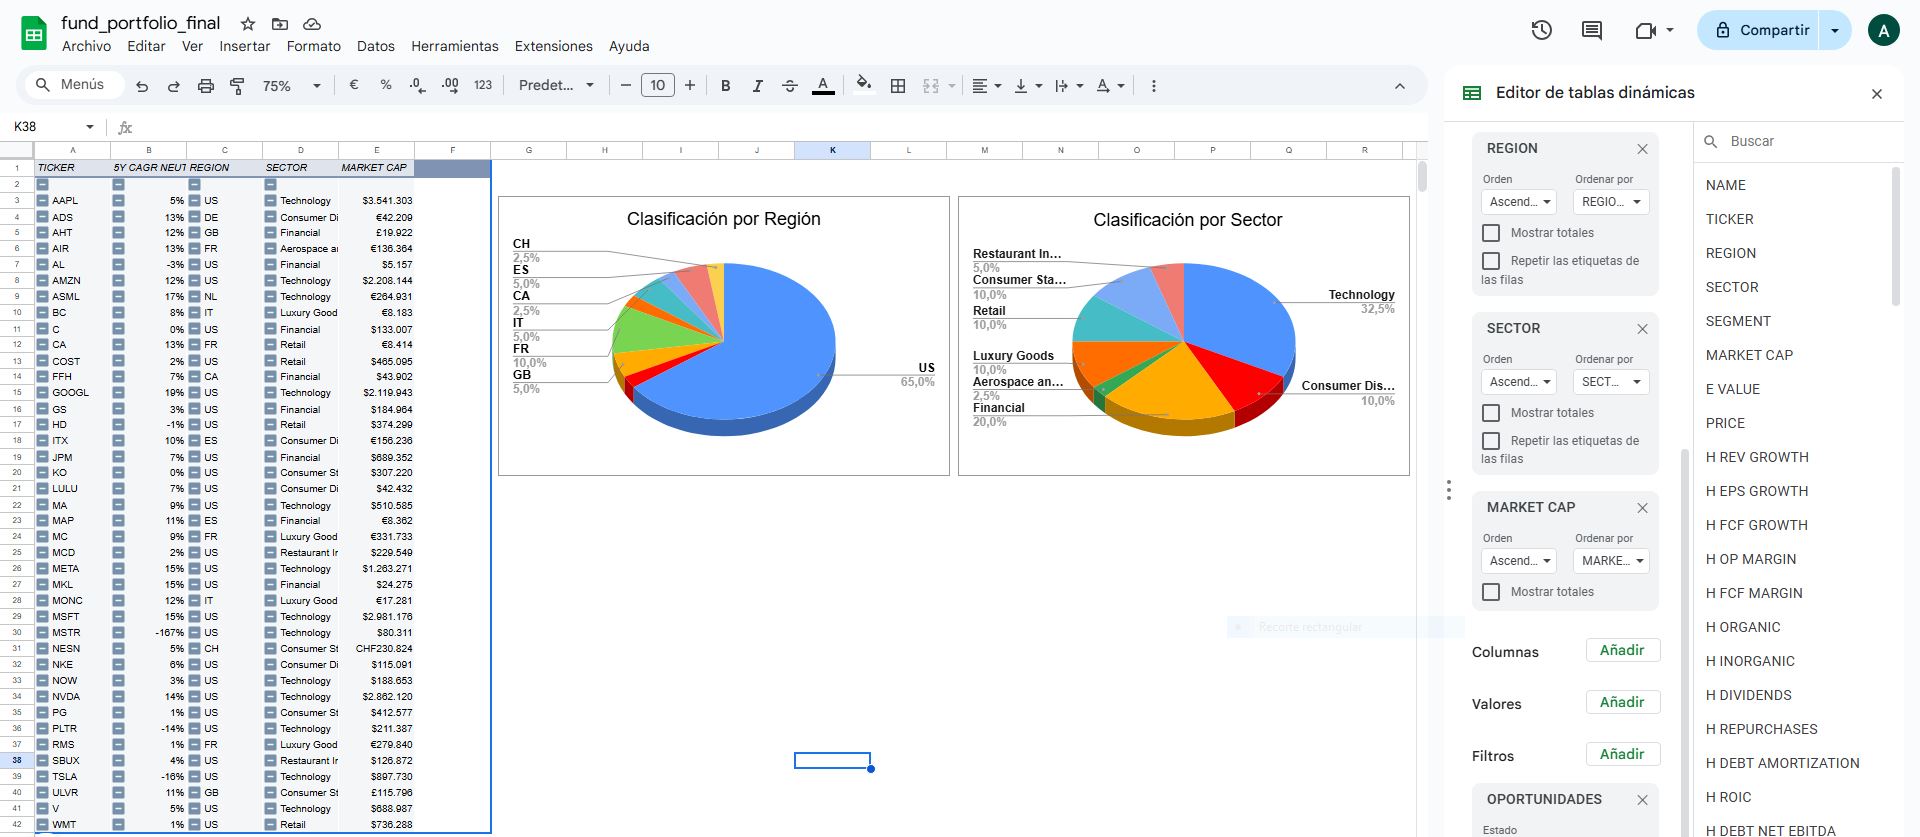 fund_portfolio_final
Archivo Editar Ver Insertar Formato Datos Herramientas Extensiones Ayuda
Compartir
A
Menús 75% € % .0 .00 123 Predet... 10 B I S A
K38 fx
Editor de tablas dinámicas
A B C D E F G H I J K L M N O P Q R
1 TICKER 5Y CAGR NEUT REGION SECTOR MARKET CAP
2
3 AAPL 5% US Technology $3.541.303
4 ADS 13% DE Consumer Di €42.209
5 AHT 12% GB Financial £19.922
6 AIR 13% FR Aerospace ar €136.364
7 AL -3% US Financial $5.157
8 AMZN 12% US Technology $2.208.144
9 ASML 17% NL Technology €264.931
10 BC 8% IT Luxury Good €8.183
11 C 0% US Financial $133.007
12 CA 13% FR Retail €8.414
13 COST 2% US Retail $465.095
14 FFH 7% CA Financial $43.902
15 GOOGL 19% US Technology $2.119.943
16 GS 3% US Financial $184.964
17 HD -1% US Retail $374.299
18 ITX 10% ES Consumer Di €156.236
19 JPM 7% US Financial $689.352
20 KO 0% US Consumer St $307.220
21 LULU 7% US Consumer Di $42.432
22 MA 9% US Technology $510.585
23 MAP 11% ES Financial €8.362
24 MC 9% FR Luxury Good €331.733
25 MCD 2% US Restaurant Ir $229.549
26 META 15% US Technology $1.263.271
27 MKL 15% US Financial $24.275
28 MONC 12% IT Luxury Good €17.281
29 MSFT 15% US Technology $2.981.176
30 MSTR -167% US Technology $80.311
31 NESN 5% CH Consumer St CHF230.824
32 NKE 6% US Consumer Di $115.091
33 NOW 3% US Technology $188.653
34 NVDA 14% US Technology $2.862.120
35 PG 1% US Consumer St $412.577
36 PLTR -14% US Technology $211.387
37 RMS 1% FR Luxury Good €279.840
38 SBUX 4% US Restaurant Ir $126.872
39 TSLA -16% US Technology $897.730
40 ULVR 11% GB Consumer St £115.796
41 V 5% US Technology $688.987
42 WMT 1% US Retail $736.288
Clasificación por Región
CH
2,5%
ES
5,0%
CA
2,5%
IT
5,0%
FR
10,0%
GB
5,0%
US
65,0%
Clasificación por Sector
Restaurant In...
5,0%
Consumer Sta...
10,0%
Retail
10,0%
Luxury Goods
10,0%
Aerospace an...
2,5%
Financial
20,0%
Technology
32,5%
Consumer Dis...
10,0%
Recorte rectangular
REGION
Orden Ordenar por
Ascend... REGIO...
Mostrar totales
Repetir las etiquetas de
las filas
SECTOR
Orden Ordenar por
Ascend... SECT...
Mostrar totales
Repetir las etiquetas de
las filas
MARKET CAP
Orden Ordenar por
Ascend... MARKE...
Mostrar totales
Columnas Añadir
Valores Añadir
Filtros Añadir
OPORTUNIDADES
Estado
Buscar
NAME
TICKER
REGION
SECTOR
SEGMENT
MARKET CAP
E VALUE
PRICE
H REV GROWTH
H EPS GROWTH
H FCF GROWTH
H OP MARGIN
H FCF MARGIN
H ORGANIC
H INORGANIC
H DIVIDENDS
H REPURCHASES
H DEBT AMORTIZATION
H ROIC
H DEBT NET EBITDA